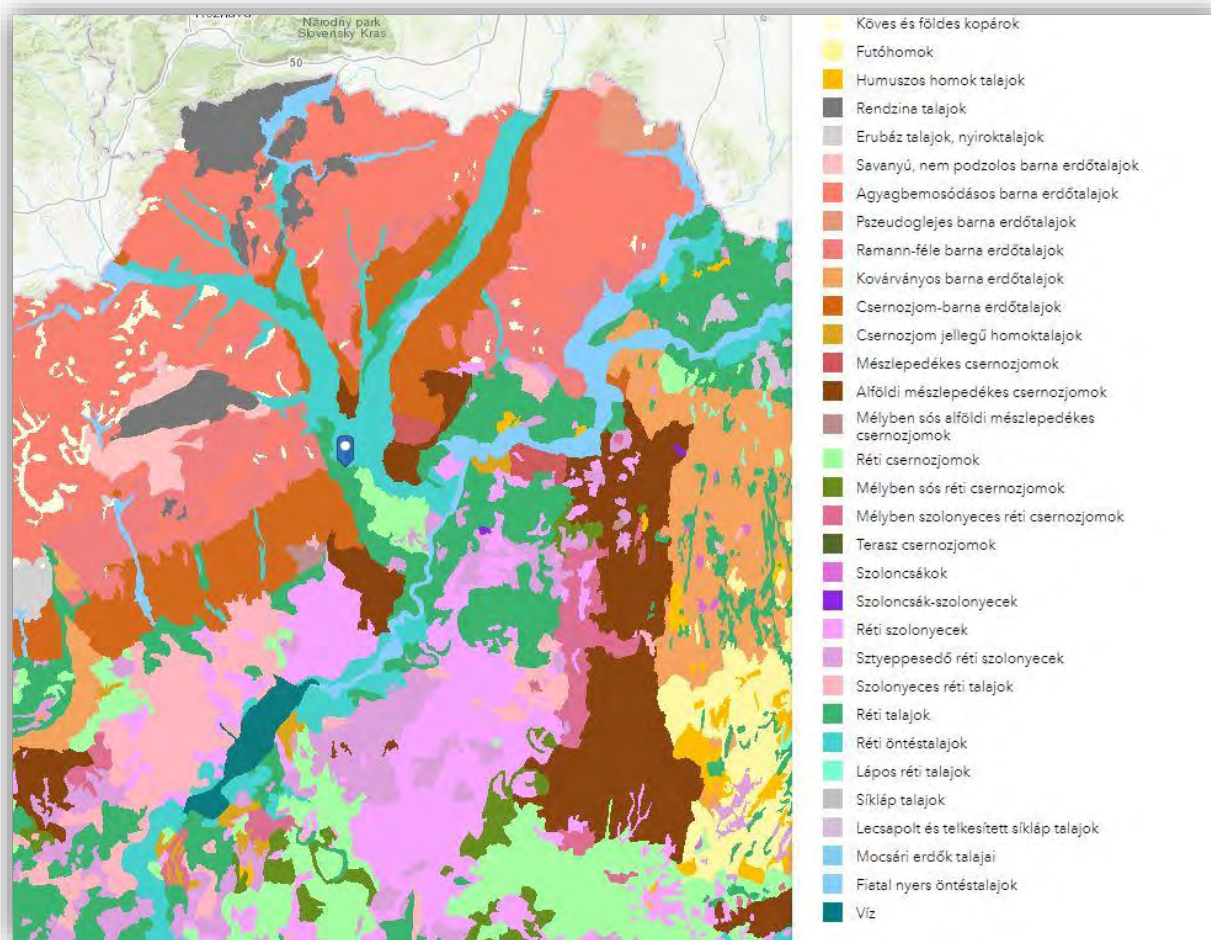 Národný park
Slovenský Kras
50
Köves és földes kopárok
Futóhomok
Humuszos homok talajok
Rendzina talajok
Erubáz talajok, nyiroktalajok
Savanyú, nem podzolos barna erdőtalajok
Agyagbemosódásos barna erdőtalajok
Pszeudoglejes barna erdőtalajok
Ramann-féle barna erdőtalajok
Kovárványos barna erdőtalajok
Csernozjom-barna erdőtalajok
Csernozjom jellegű homoktalajok
Mészlepedékes csernozjomok
Alföldi mészlepedékes csernozjomok
Mélyben sós alföldi mészlepedékes
csernozjomok
Réti csernozjomok
Mélyben sós réti csernozjomok
Mélyben szolonyeces réti csernozjomok
Terasz csernozjomok
Szoloncsákok
Szoloncsák-szolonyecek
Réti szolonyecek
Sztyeppesedő réti szolonyecek
Szolonyeces réti talajok
Réti talajok
Réti öntéstalajok
Lápos réti talajok
Síkláp talajok
Lecsapolt és telkesített síkláp talajok
Mocsári erdők talajai
Fiatal nyers öntéstalajok
Víz